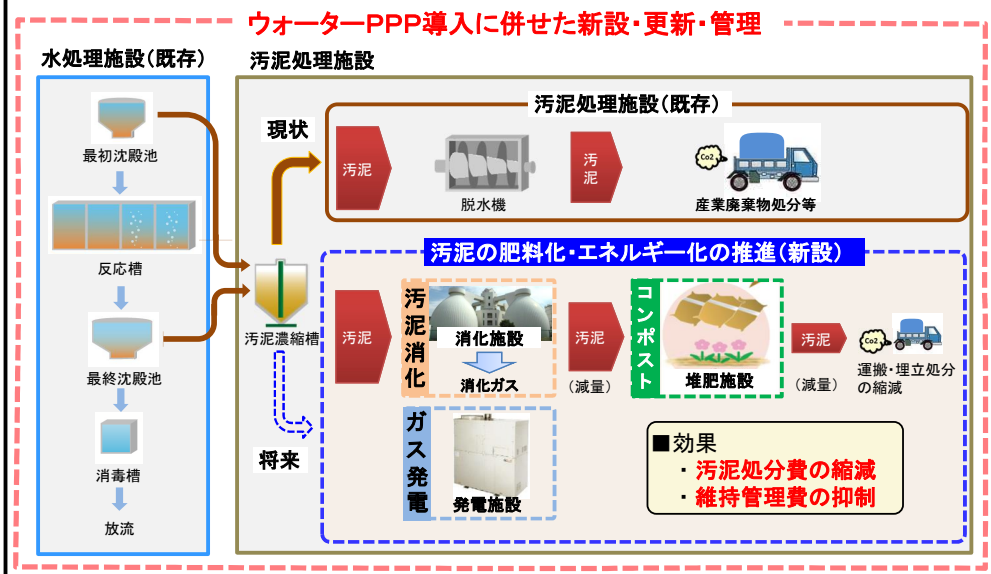 ウォーターPPP導入に併せた新設・更新・管理
水処理施設(既存)
最初沈殿池
反応槽
最終沈殿池
消毒槽
放流
汚泥処理施設
汚泥濃縮槽
現状
汚泥処理施設(既存)
汚泥
脱水機
汚
泥
Co2
産業廃棄物処分等
将来
汚泥の肥料化・エネルギー化の推進(新設)
汚泥
汚泥消化
消化施設
消化ガス
ガス発電
発電施設
汚泥
(減量)
コンポスト
堆肥施設
汚泥
(減量)
Co2
運搬・埋立処分
の縮減
■効果
・汚泥処分費の縮減
・維持管理費の抑制